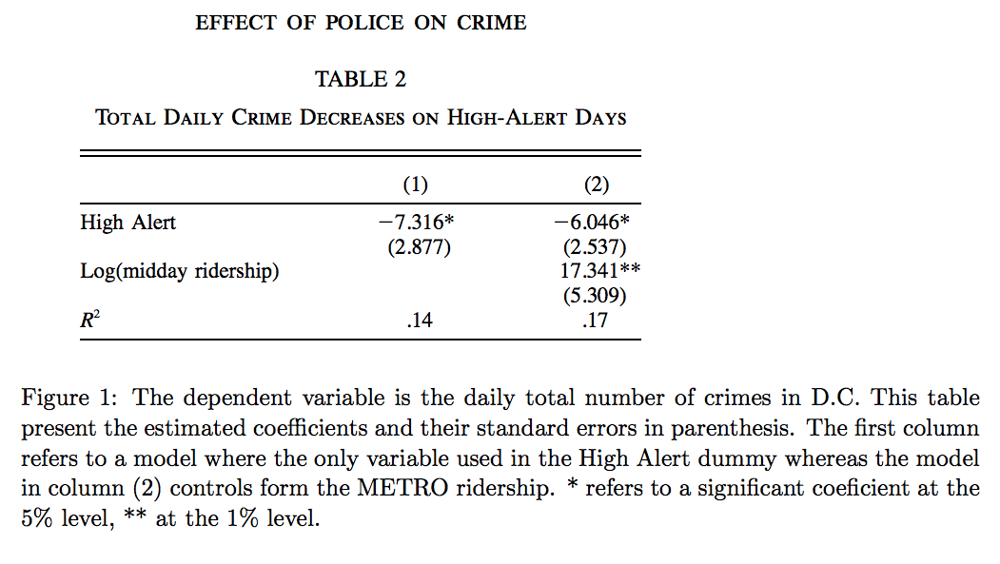 EFFECT OF POLICE ON CRIME
TABLE 2
TOTAL DAILY CRIME DECREASES ON HIGH-ALERT DAYS
(1) (2)
High Alert −7.316* −6.046*
(2.877) (2.537)
Log(midday ridership) 17.341**
(5.309)
R² .14 .17
Figure 1: The dependent variable is the daily total number of crimes in D.C. This table
present the estimated coefficients and their standard errors in parenthesis. The first column
refers to a model where the only variable used in the High Alert dummy whereas the model
in column (2) controls form the METRO ridership. * refers to a significant coeficient at the
5% level, ** at the 1% level.